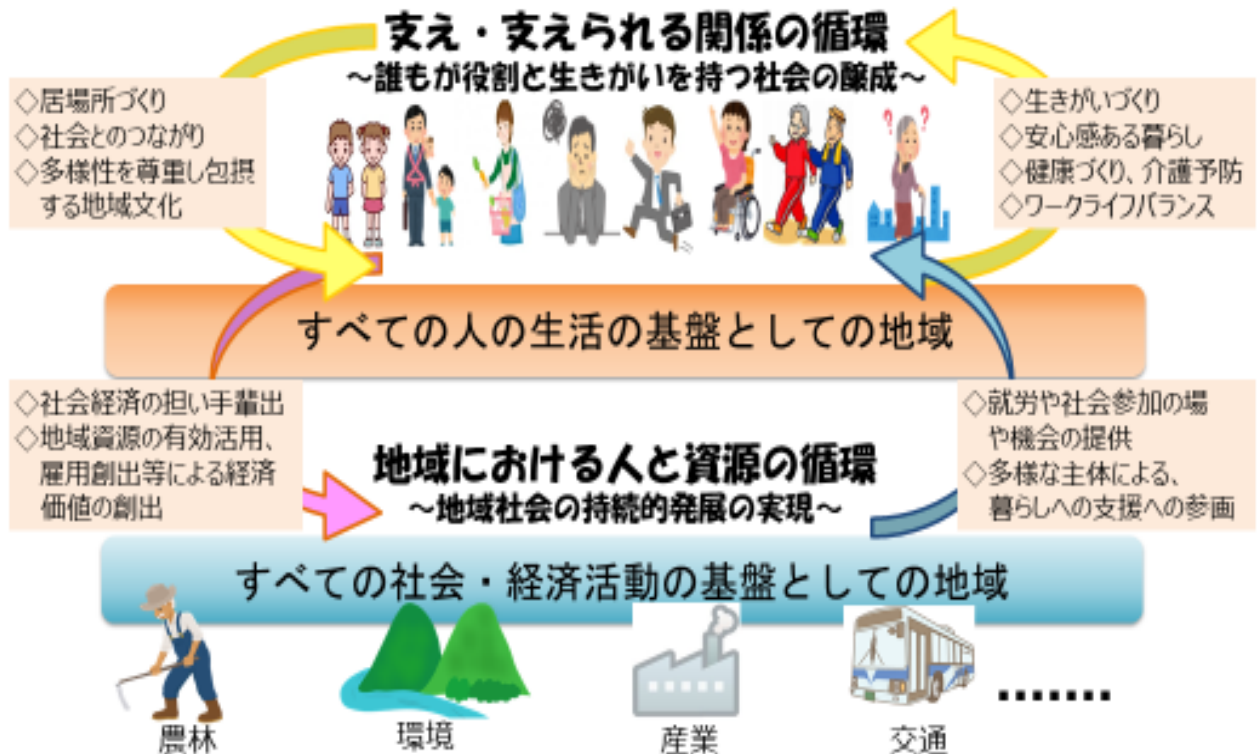 支え・支えられる関係の循環
～誰もが役割と生きがいを持つ社会の醸成～
◇居場所づくり
◇社会とのつながり
◇多様性を尊重し包摂
する地域文化
◇生きがいづくり
◇安心感ある暮らし
◇健康づくり、介護予防
◇ワークライフバランス
? ?
すべての人の生活の基盤としての地域
◇社会経済の担い手輩出
◇地域資源の有効活用、
雇用創出等による経済
価値の創出
地域における人と資源の循環
～地域社会の持続的発展の実現～
◇就労や社会参加の場
や機会の提供
◇多様な主体による、
暮らしへの支援への参画
すべての社会・経済活動の基盤としての地域
農林
環境
産業
交通
·······